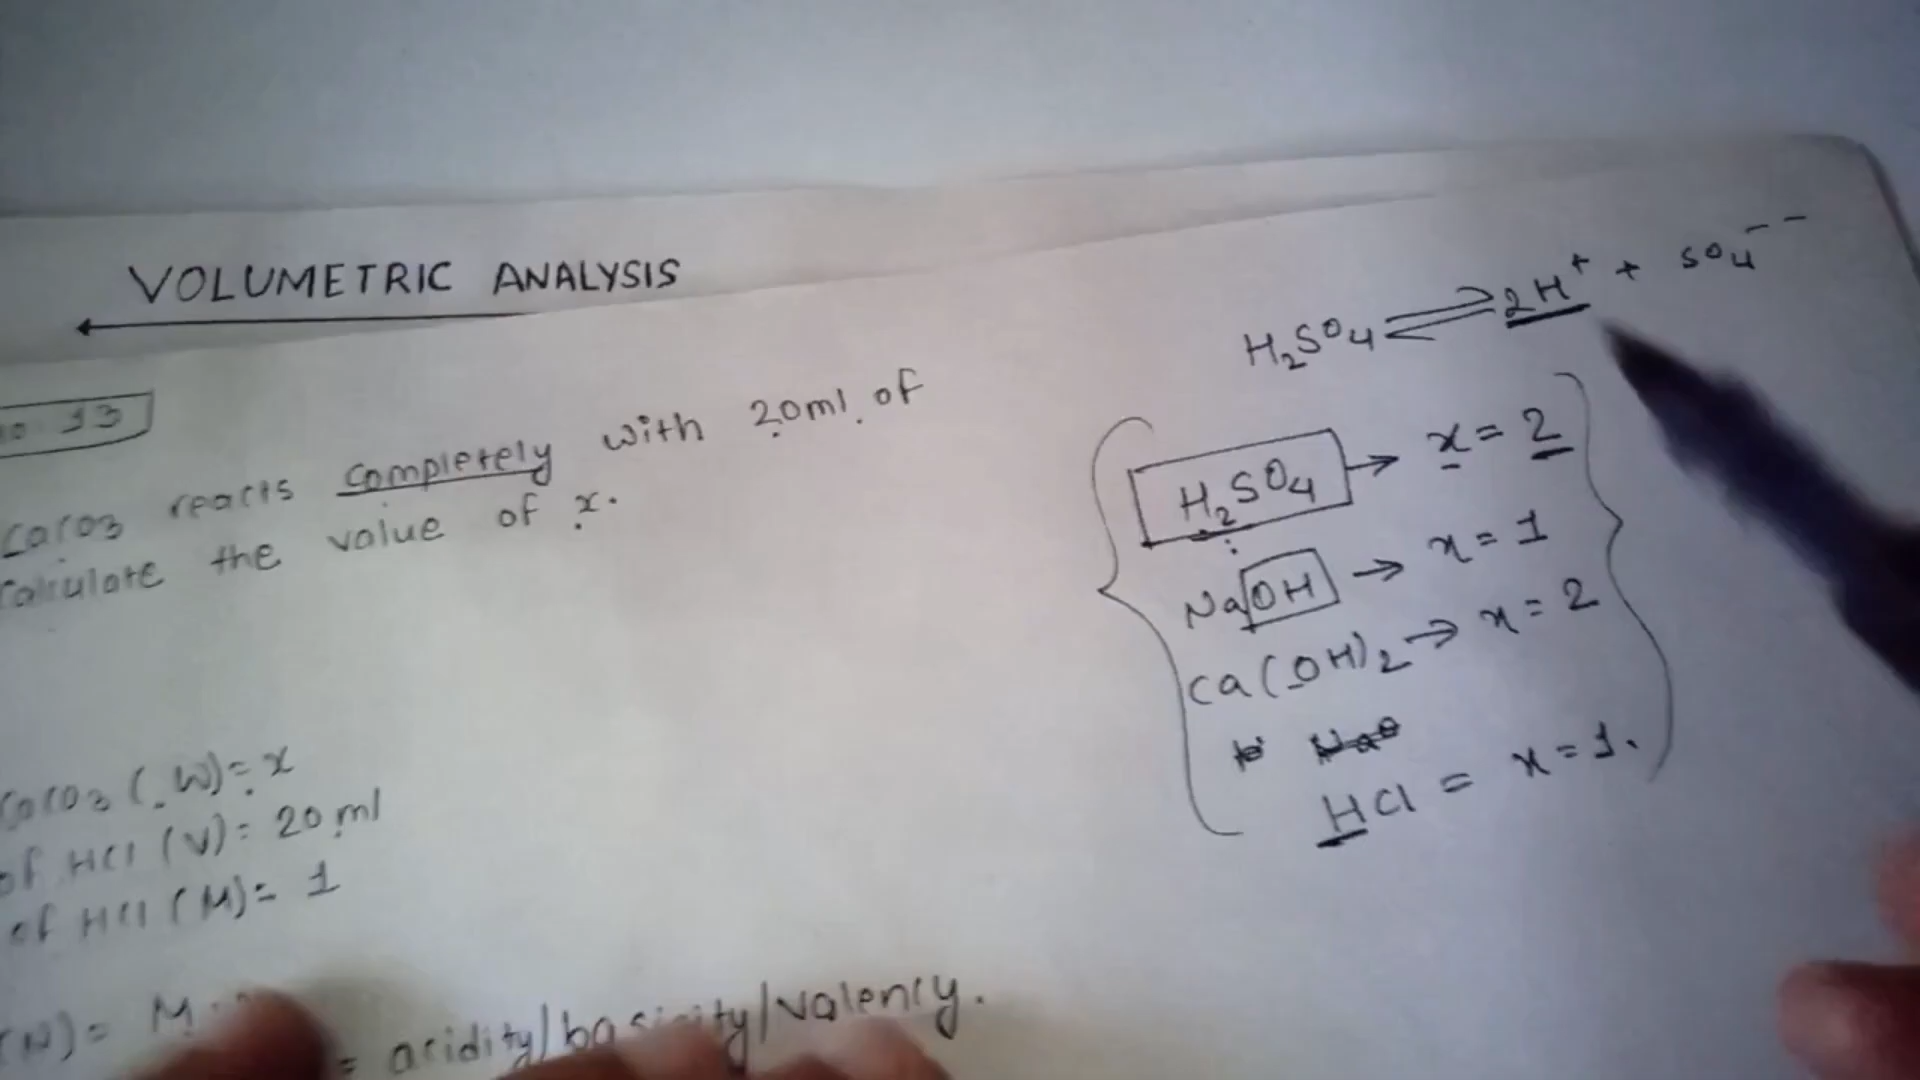 VOLUMETRIC ANALYSIS
no. 13
CaCO3 reacts completely with 20ml of
Calculate the value of x.
CaCO3 (W)= x
of HCl (V)= 20 ml
of HCl (M)= 1
(N)= M
= acidity/basicity/valency.
H2SO4 ⇌ 2H+ + SO4--
H2SO4 → x = 2
NaOH → x = 1
Ca(OH)2 → x = 2
HCl = x = 1.